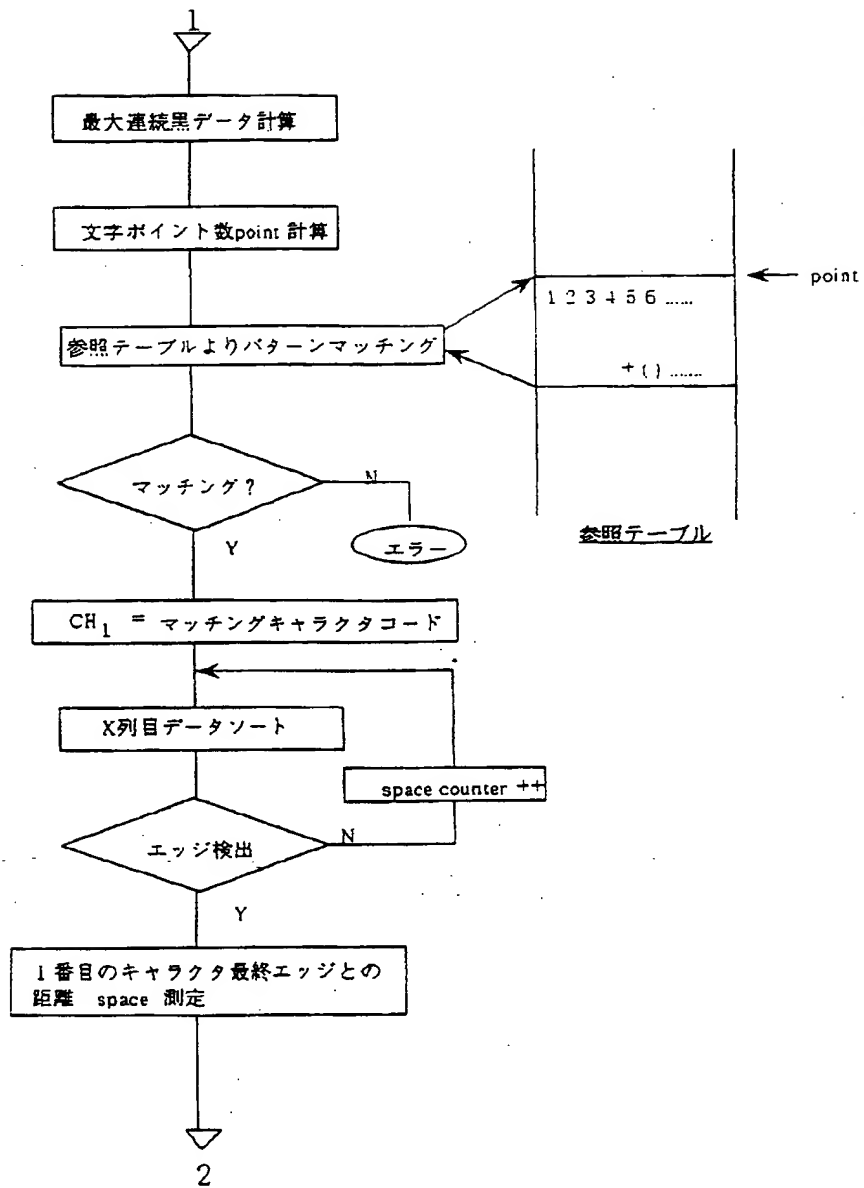 1
最大連続黒データ計算
文字ポイント数point 計算
参照テーブルよりパターンマッチング
point
1 2 3 4 5 6 ......
+ ( ) .......
参照テーブル
マッチング?
N
エラー
Y
CH1 = マッチングキャラクタコード
X列目データソート
space counter ++
エッジ検出
N
Y
1番目のキャラクタ最終エッジとの
距離 space 測定
2